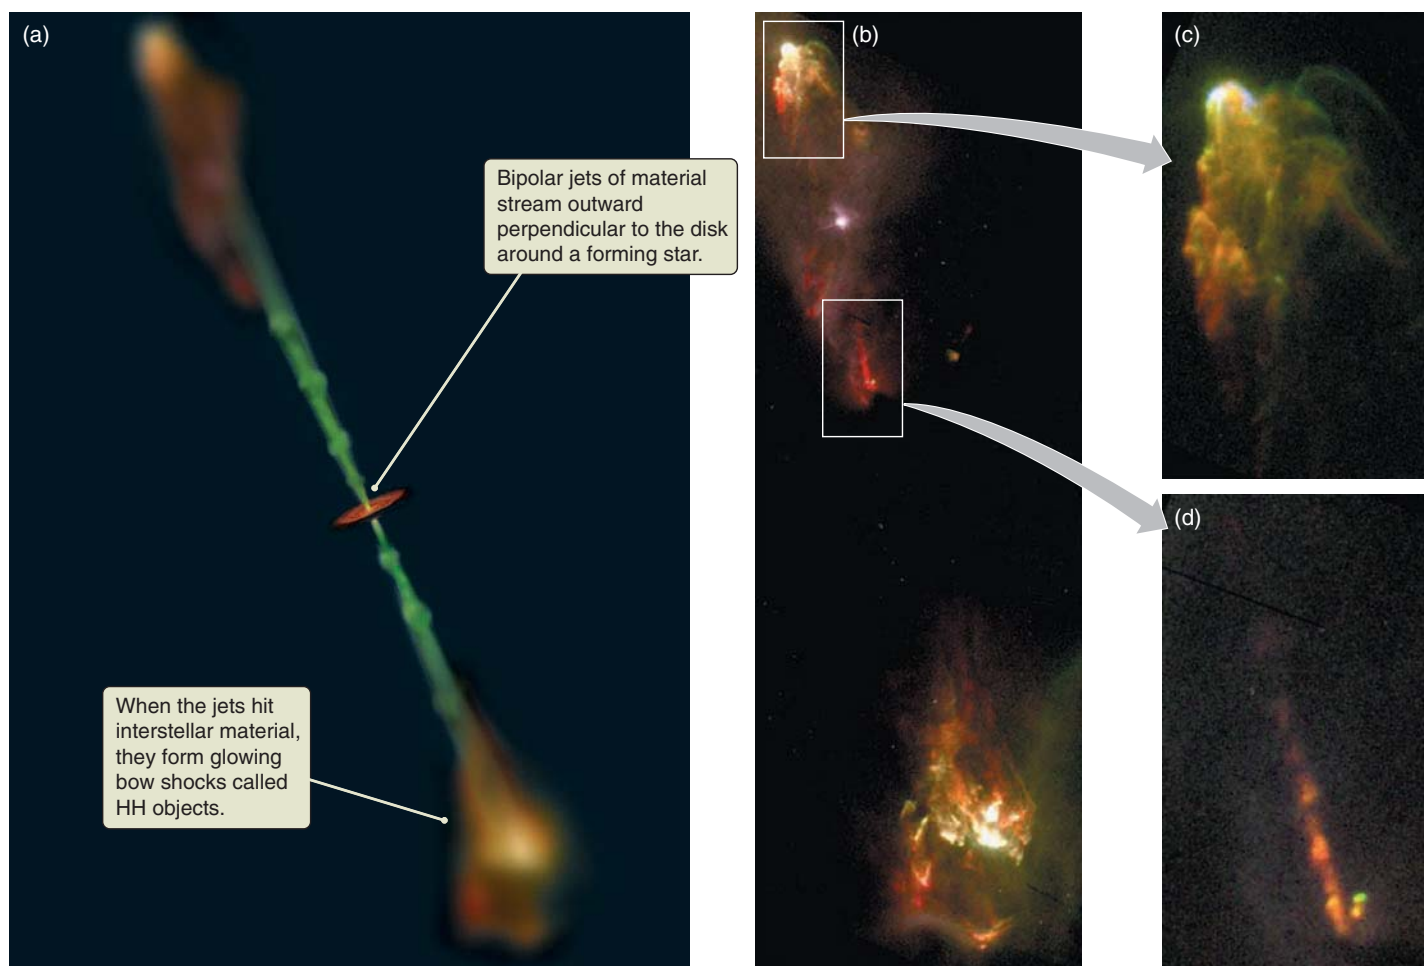 (a)
Bipolar jets of material
stream outward
perpendicular to the disk
around a forming star.
When the jets hit
interstellar material,
they form glowing
bow shocks called
HH objects.
(b)
(c)
(d)